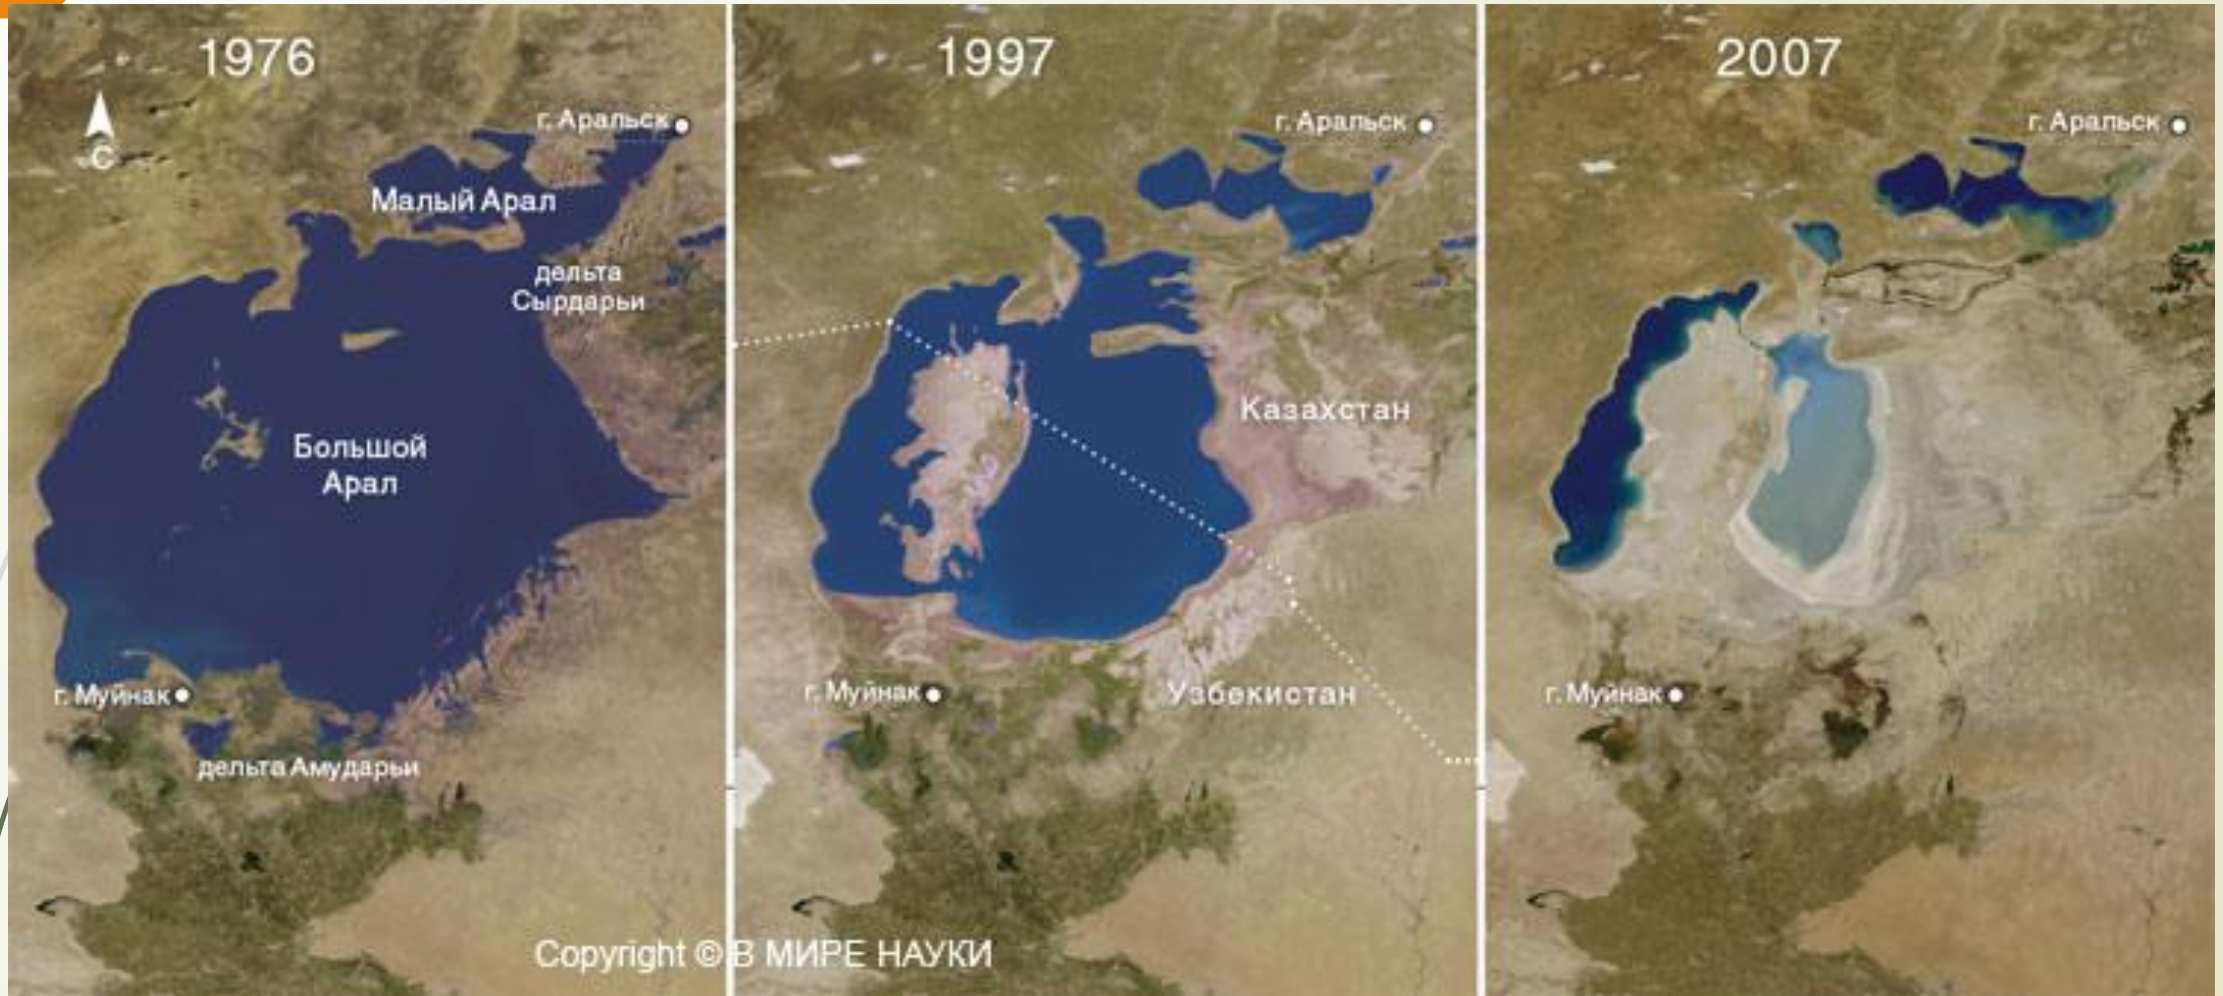 1976
С
г. Аральск
Малый Арал
дельта
Сырдарьи
Большой
Арал
г. Муйнак
дельта Амударьи
1997
г. Аральск
Казахстан
г. Муйнак
Узбекистан
2007
г. Аральск
г. Муйнак
Copyright © В МИРЕ НАУКИ